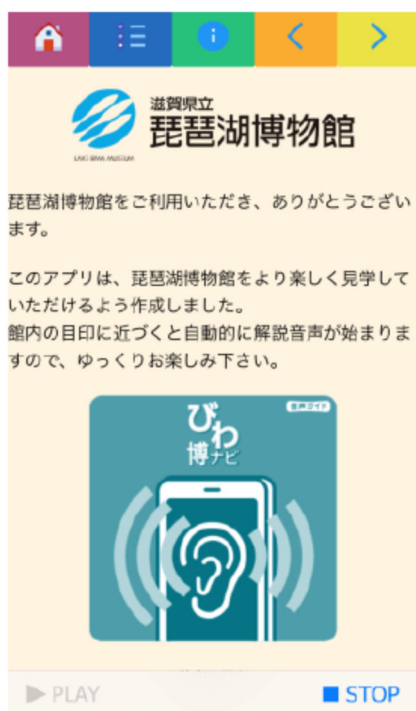 滋賀県立
琵琶湖博物館
LAKE BIWA MUSEUM
琵琶湖博物館をご利用いただき、ありがとうござい
ます。
このアプリは、琵琶湖博物館をより楽しく見学して
いただけるよう作成しました。
館内の目印に近づくと自動的に解説音声が始まりま
すので、ゆっくりお楽しみ下さい。
音声ガイド
びわ
博ナビ
PLAY
STOP